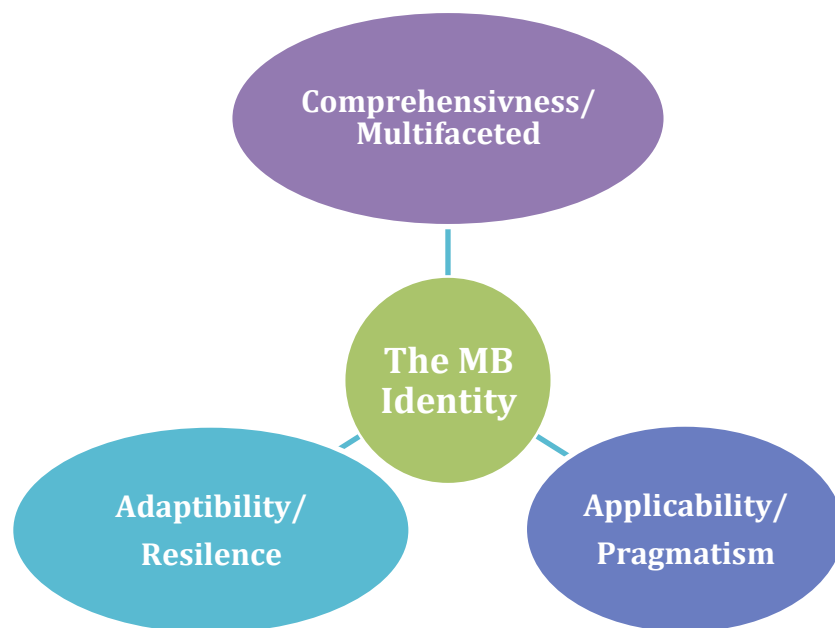 Comprehensivness/
Multifaceted
The MB
Identity
Adaptibility/
Resilence
Applicability/
Pragmatism